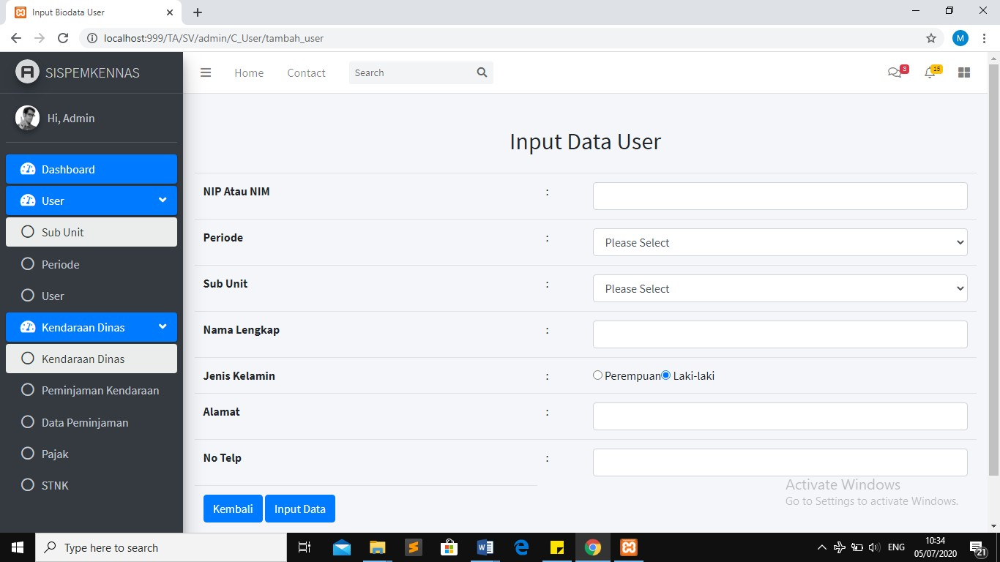 Input Biodata User
localhost:999/TA/SV/admin/C_User/tambah_user
M
SISPEMKENNAS
Home
Contact
Search
3
15
Hi, Admin
Dashboard
User
Sub Unit
Periode
User
Kendaraan Dinas
Kendaraan Dinas
Peminjaman Kendaraan
Data Peminjaman
Pajak
STNK
Input Data User
NIP Atau NIM :
Periode : Please Select
Sub Unit : Please Select
Nama Lengkap :
Jenis Kelamin : Perempuan Laki-laki
Alamat :
No Telp :
Kembali Input Data
Activate Windows
Go to Settings to activate Windows.
Type here to search
ENG
10:34
05/07/2020
21